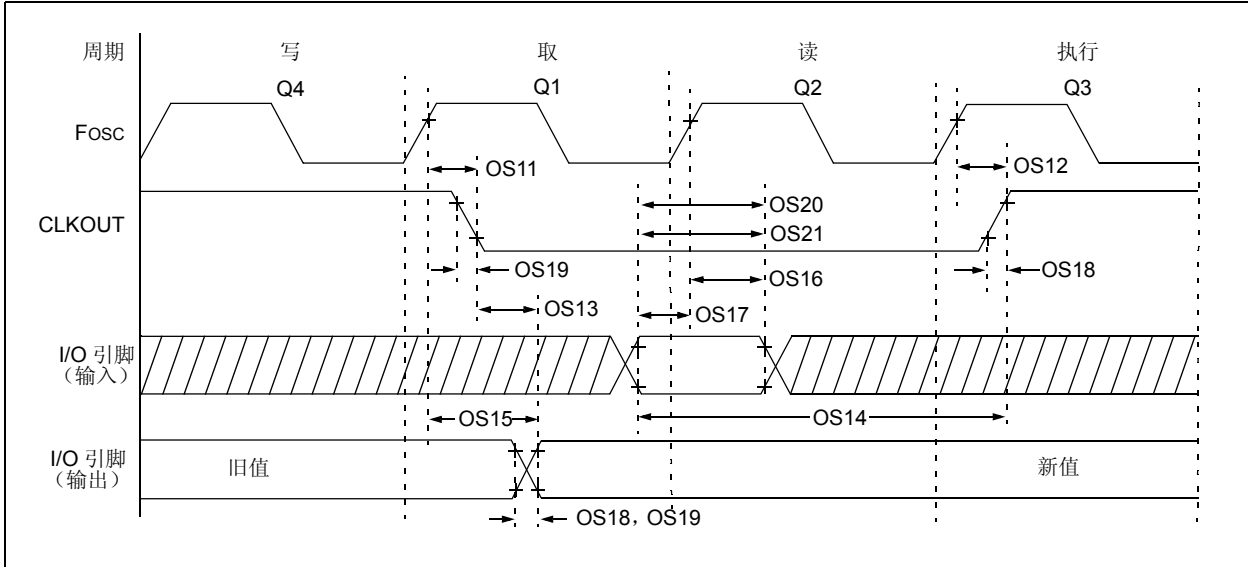 周期 写 取 读 执行
Q4 Q1 Q2 Q3
FOSC
OS11 OS12
OS20
CLKOUT
OS21
OS19 OS16 OS18
OS13 OS17
I/O 引脚
（输入）
OS15 OS14
I/O 引脚
（输出）
旧值 新值
OS18，OS19